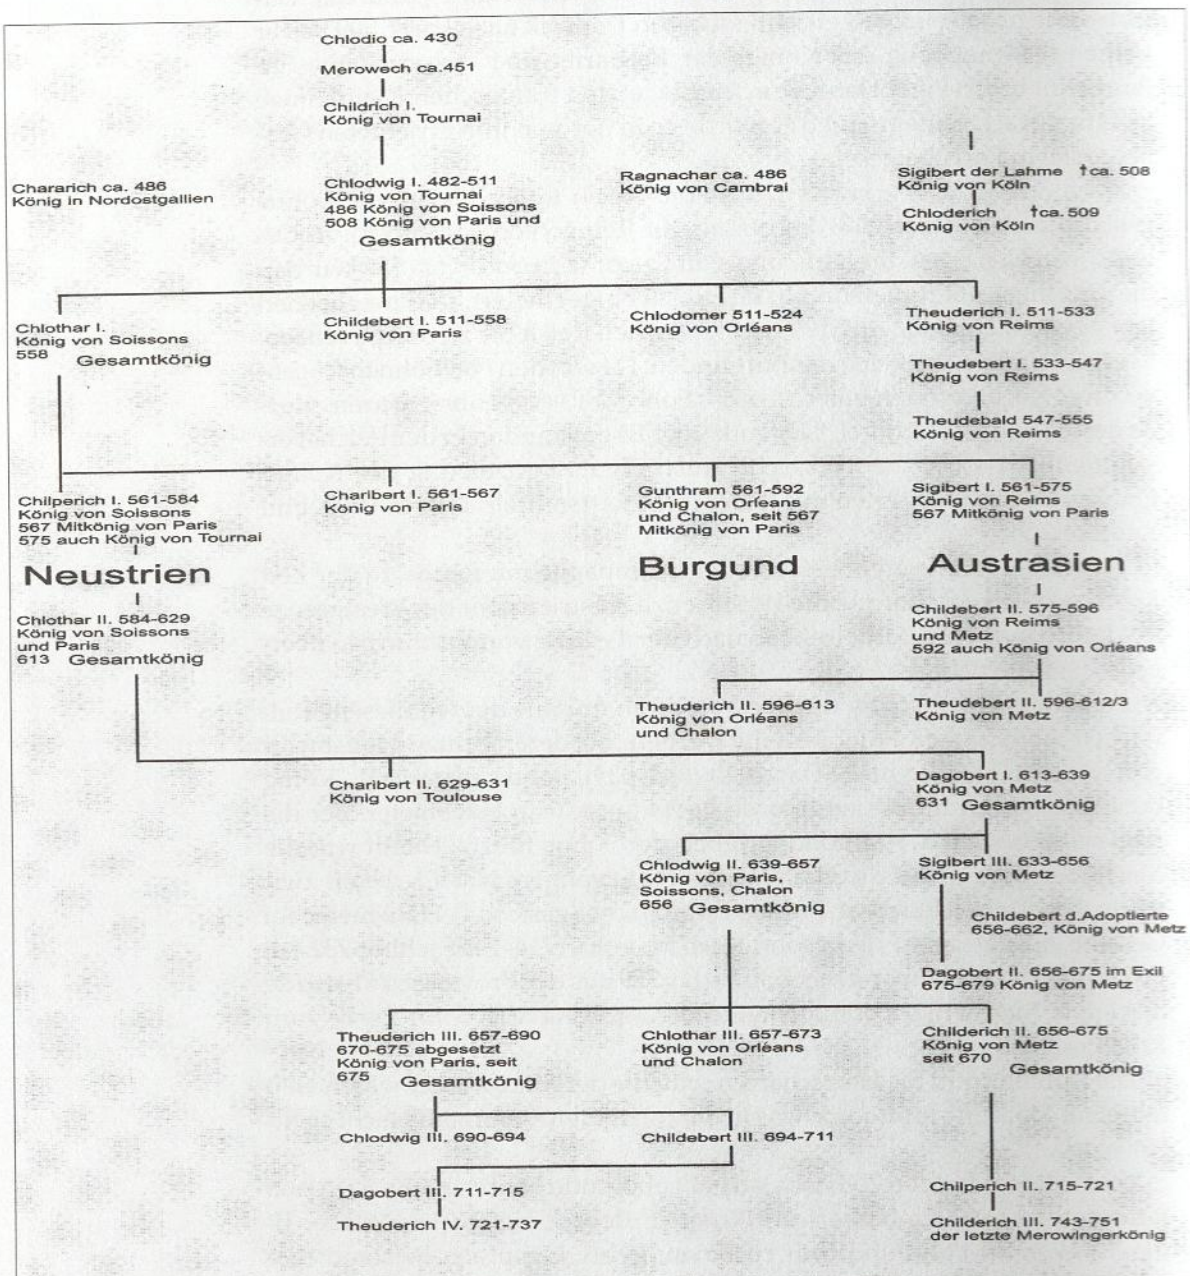 Chlodio ca. 430
Merowech ca.451
Childrich I.
König von Tournai
Chararich ca. 486
König in Nordostgallien
Chlodwig I. 482-511
König von Tournai
486 König von Soissons
508 König von Paris und
Gesamtkönig
Ragnachar ca. 486
König von Cambrai
Sigibert der Lahme †ca. 508
König von Köln
Chloderich †ca. 509
König von Köln
Chlothar I.
König von Soissons
558 Gesamtkönig
Childebert I. 511-558
König von Paris
Chlodomer 511-524
König von Orléans
Theuderich I. 511-533
König von Reims
Theudebert I. 533-547
König von Reims
Theudebald 547-555
König von Reims
Chilperich I. 561-584
König von Soissons
567 Mitkönig von Paris
575 auch König von Tournai
Charibert I. 561-567
König von Paris
Gunthram 561-592
König von Orléans
und Chalon, seit 567
Mitkönig von Paris
Sigibert I. 561-575
König von Reims
567 Mitkönig von Paris
Neustrien
Burgund
Austrasien
Chlothar II. 584-629
König von Soissons
und Paris
613 Gesamtkönig
Childebert II. 575-596
König von Reims
und Metz
592 auch König von Orléans
Theuderich II. 596-613
König von Orléans
und Chalon
Theudebert II. 596-612/3
König von Metz
Charibert II. 629-631
König von Toulouse
Dagobert I. 613-639
König von Metz
631 Gesamtkönig
Chlodwig II. 639-657
König von Paris,
Soissons, Chalon
656 Gesamtkönig
Sigibert III. 633-656
König von Metz
Childebert d.Adoptierte
656-662, König von Metz
Dagobert II. 656-675 im Exil
675-679 König von Metz
Theuderich III. 657-690
670-675 abgesetzt
König von Paris, seit
675 Gesamtkönig
Chlothar III. 657-673
König von Orléans
und Chalon
Childerich II. 656-675
König von Metz
seit 670
Gesamtkönig
Chlodwig III. 690-694
Childebert III. 694-711
Dagobert III. 711-715
Theuderich IV. 721-737
Chilperich II. 715-721
Childerich III. 743-751
der letzte Merowingerkönig